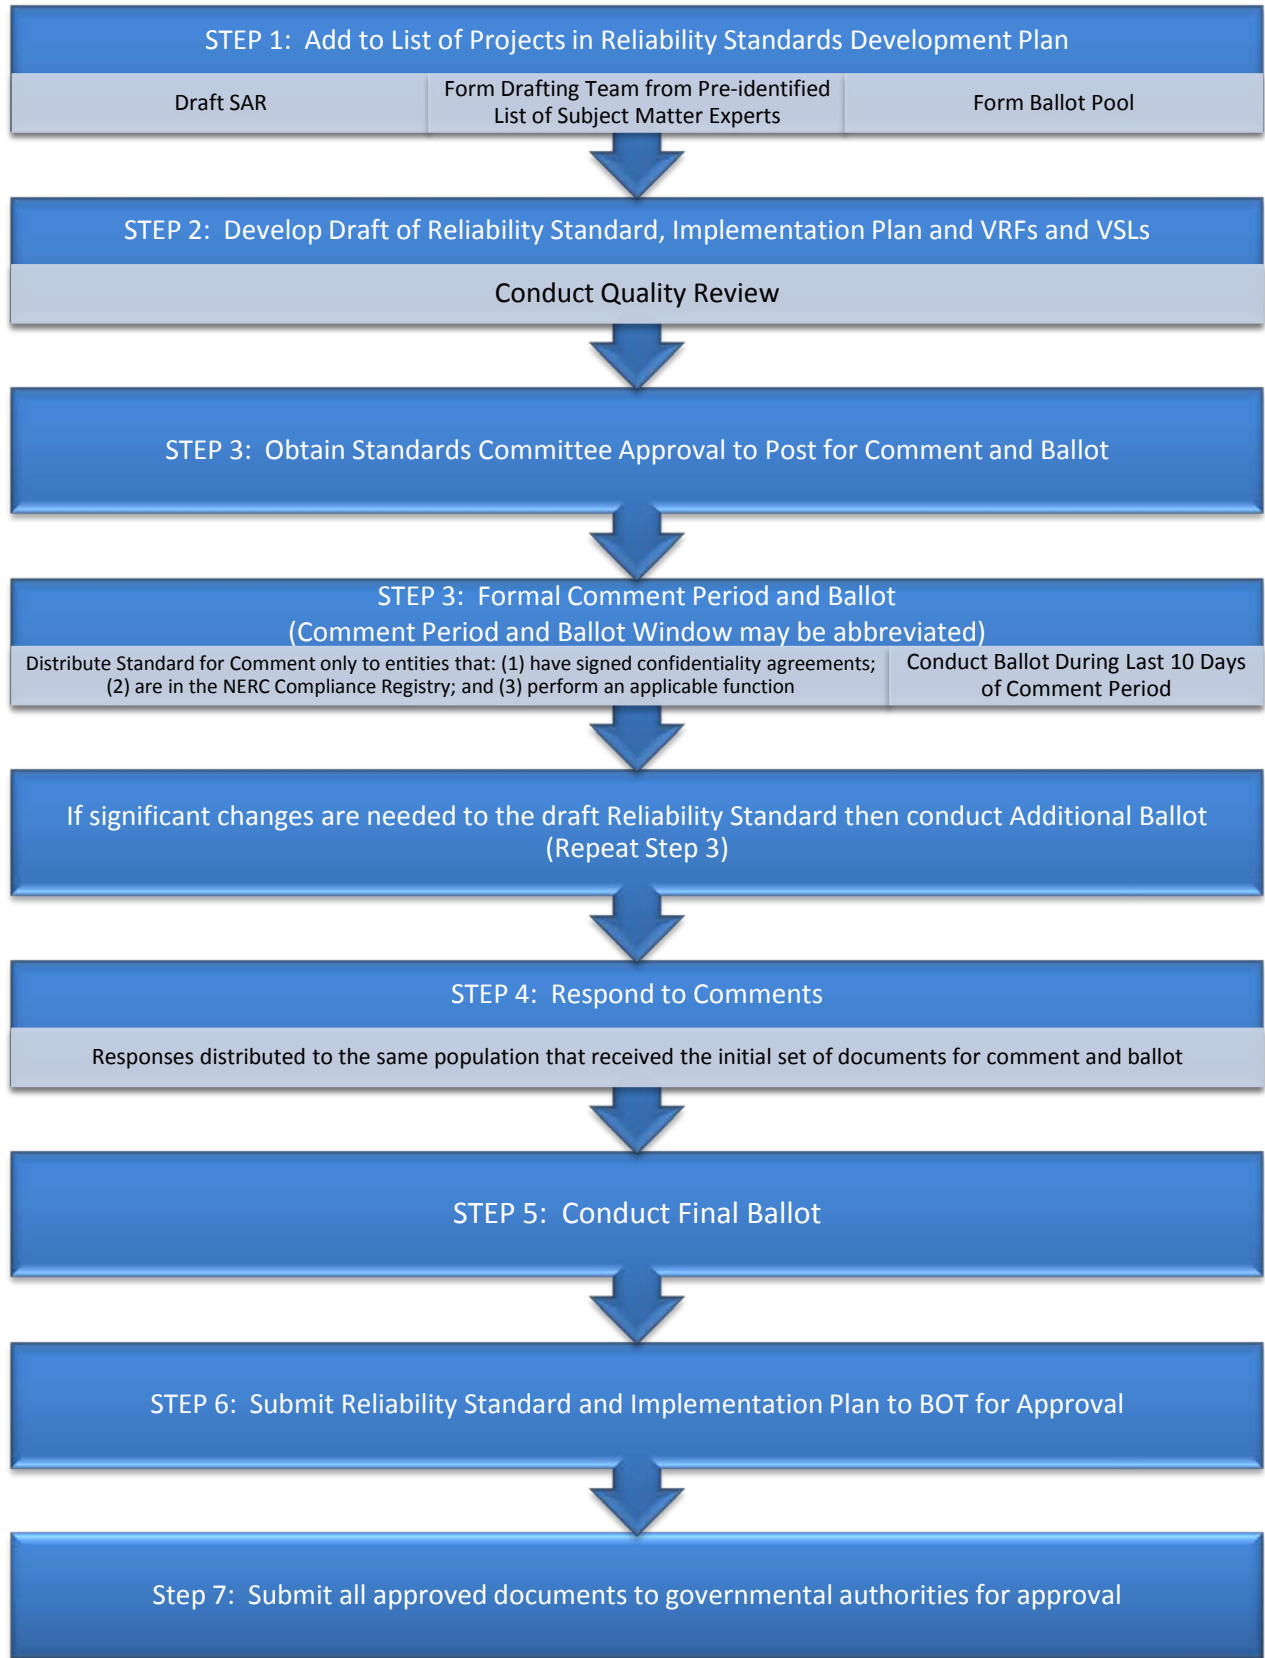 STEP 1: Add to List of Projects in Reliability Standards Development Plan
Draft SAR
Form Drafting Team from Pre-identified
List of Subject Matter Experts
Form Ballot Pool
STEP 2: Develop Draft of Reliability Standard, Implementation Plan and VRFs and VSLs
Conduct Quality Review
STEP 3: Obtain Standards Committee Approval to Post for Comment and Ballot
STEP 3: Formal Comment Period and Ballot
(Comment Period and Ballot Window may be abbreviated)
Distribute Standard for Comment only to entities that: (1) have signed confidentiality agreements;
(2) are in the NERC Compliance Registry; and (3) perform an applicable function
Conduct Ballot During Last 10 Days
of Comment Period
If significant changes are needed to the draft Reliability Standard then conduct Additional Ballot
(Repeat Step 3)
STEP 4: Respond to Comments
Responses distributed to the same population that received the initial set of documents for comment and ballot
STEP 5: Conduct Final Ballot
STEP 6: Submit Reliability Standard and Implementation Plan to BOT for Approval
Step 7: Submit all approved documents to governmental authorities for approval